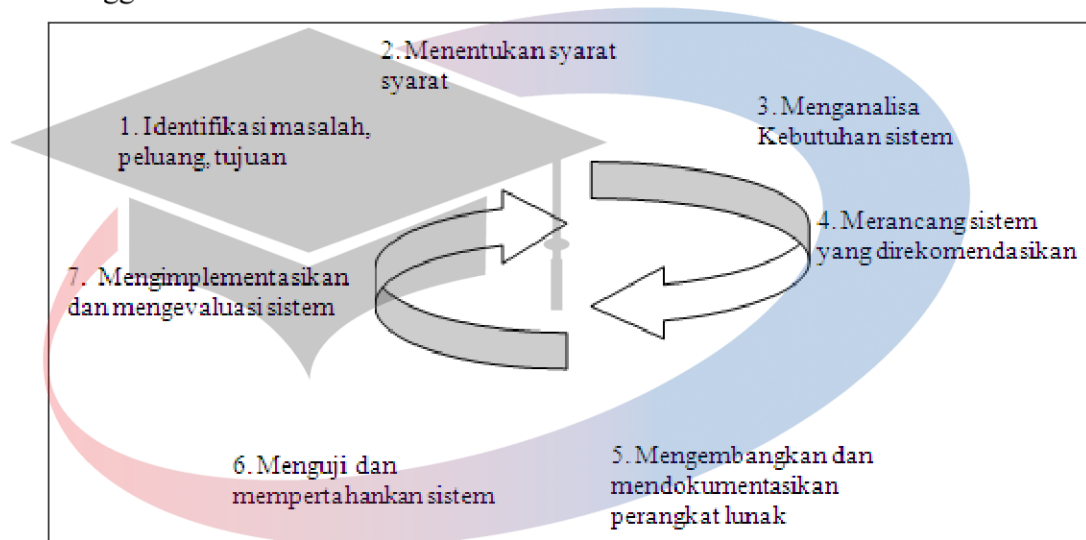 2. Menentukan syarat
syarat
1. Identifikasi masalah,
peluang, tujuan
3. Menganalisa
Kebutuhan sistem
4. Merancang sistem
yang direkomendasikan
7. Mengimplementasikan
dan mengevaluasi sistem
6. Menguji dan
mempertahankan sistem
5. Mengembangkan dan
mendokumentasikan
perangkat lunak